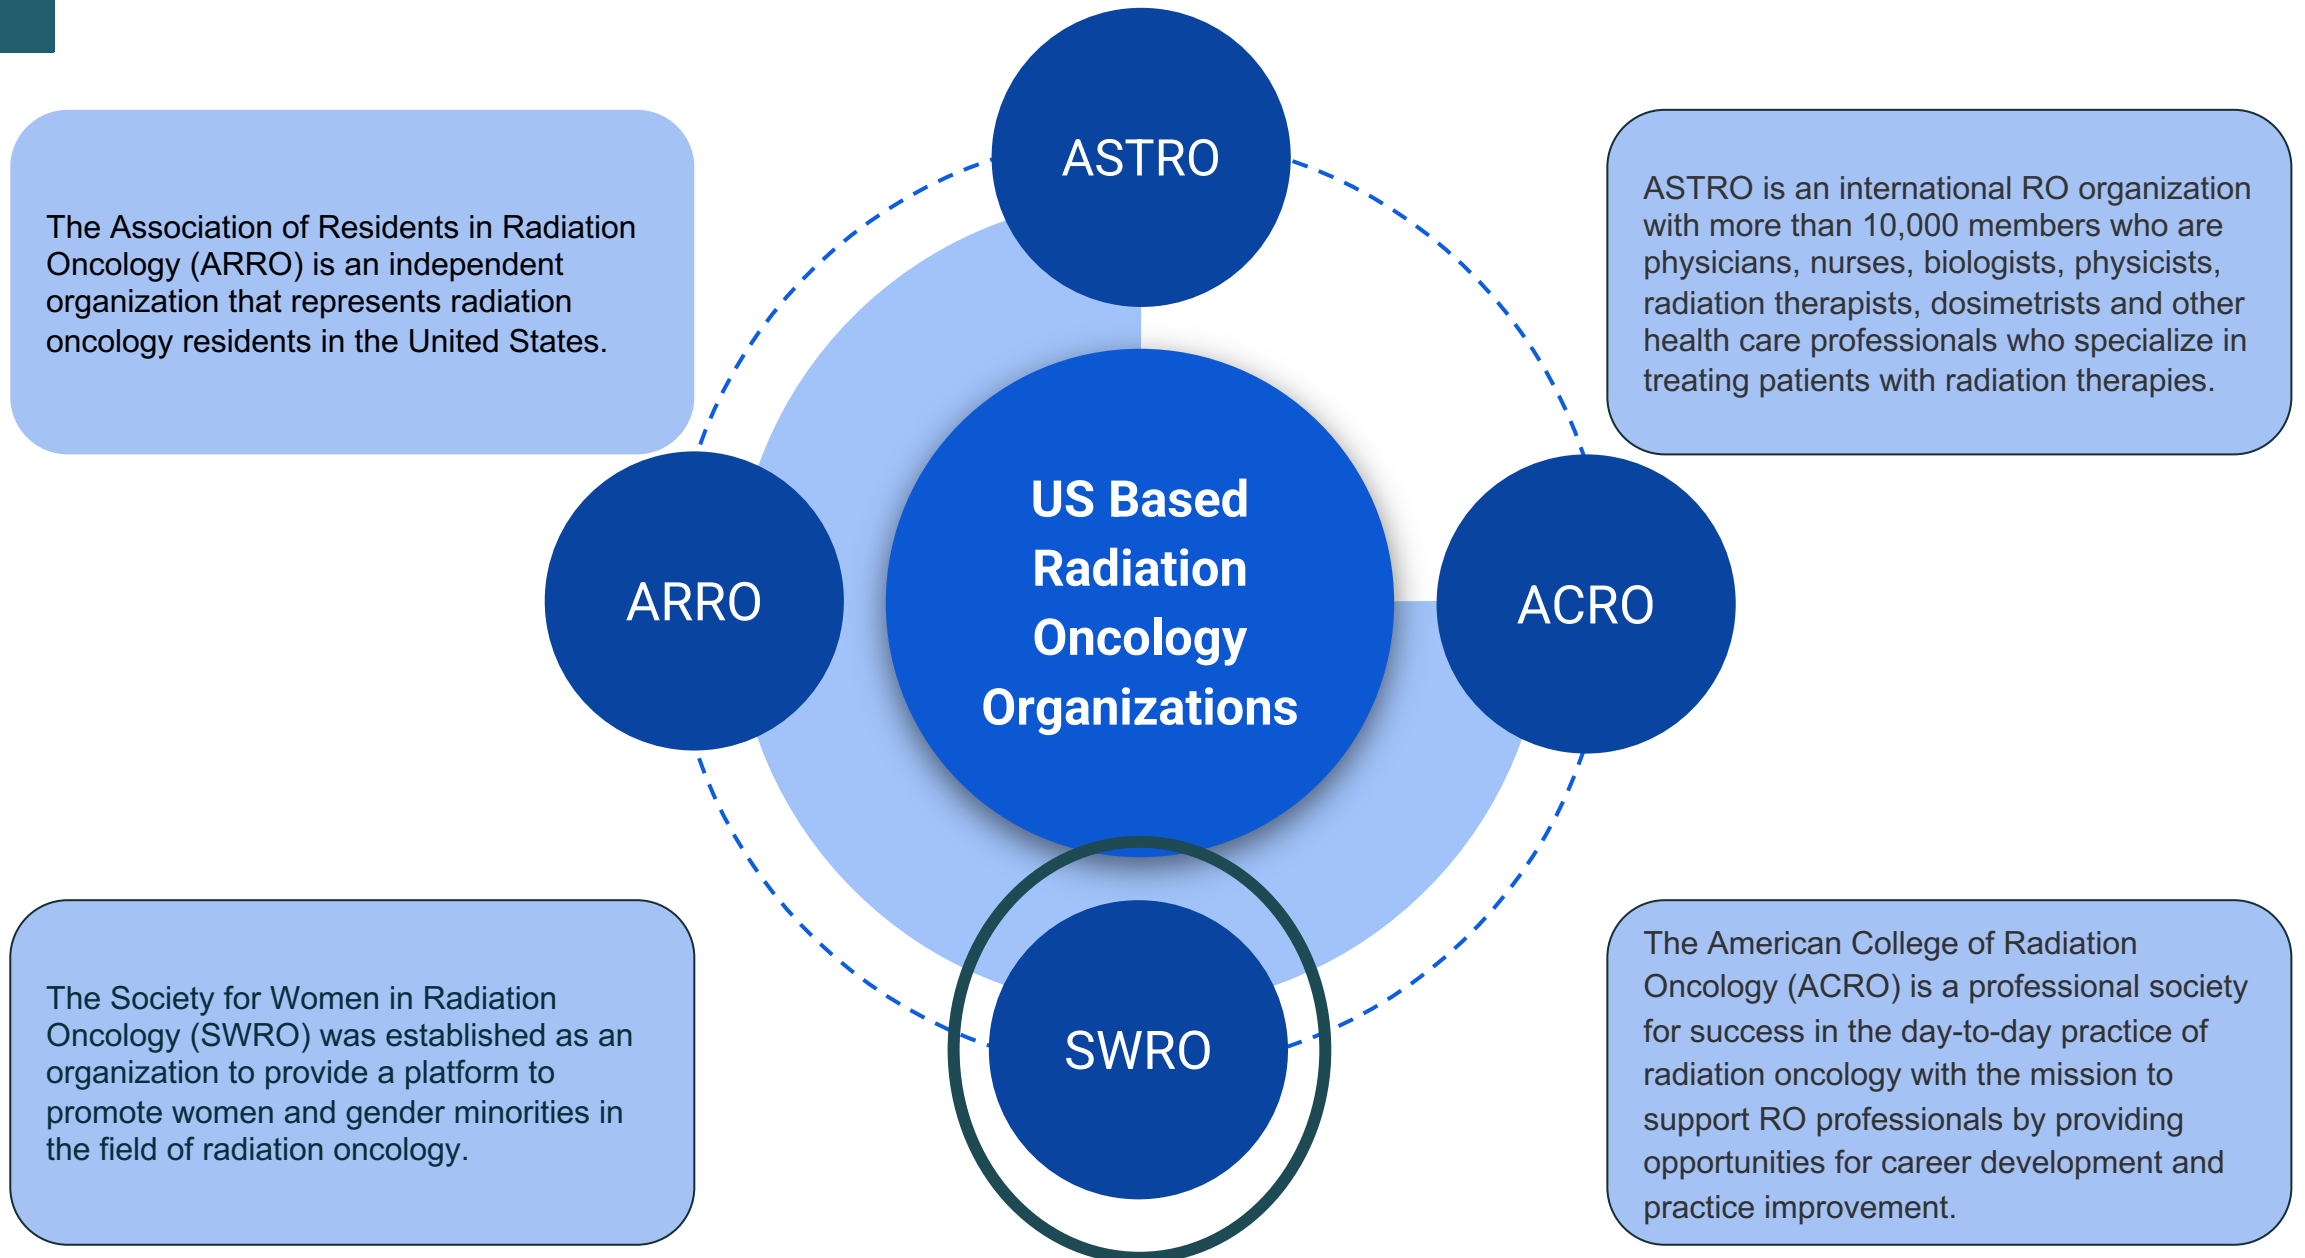 ASTRO
The Association of Residents in Radiation
Oncology (ARRO) is an independent
organization that represents radiation
oncology residents in the United States.
ASTRO is an international RO organization
with more than 10,000 members who are
physicians, nurses, biologists, physicists,
radiation therapists, dosimetrists and other
health care professionals who specialize in
treating patients with radiation therapies.
ARRO
US Based
Radiation
Oncology
Organizations
ACRO
The Society for Women in Radiation
Oncology (SWRO) was established as an
organization to provide a platform to
promote women and gender minorities in
the field of radiation oncology.
SWRO
The American College of Radiation
Oncology (ACRO) is a professional society
for success in the day-to-day practice of
radiation oncology with the mission to
support RO professionals by providing
opportunities for career development and
practice improvement.